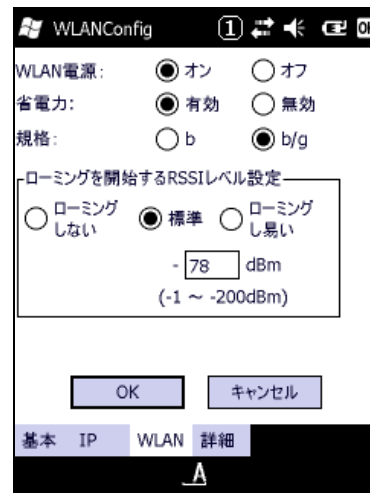 WLANConfig 1
WLAN電源: オン オフ
省電力: 有効 無効
規格: b b/g
ローミングを開始するRSSIレベル設定
ローミング
しない
標準
ローミング
し易い
- 78 dBm
(-1 ～ -200dBm)
OK キャンセル
基本 IP WLAN 詳細
A